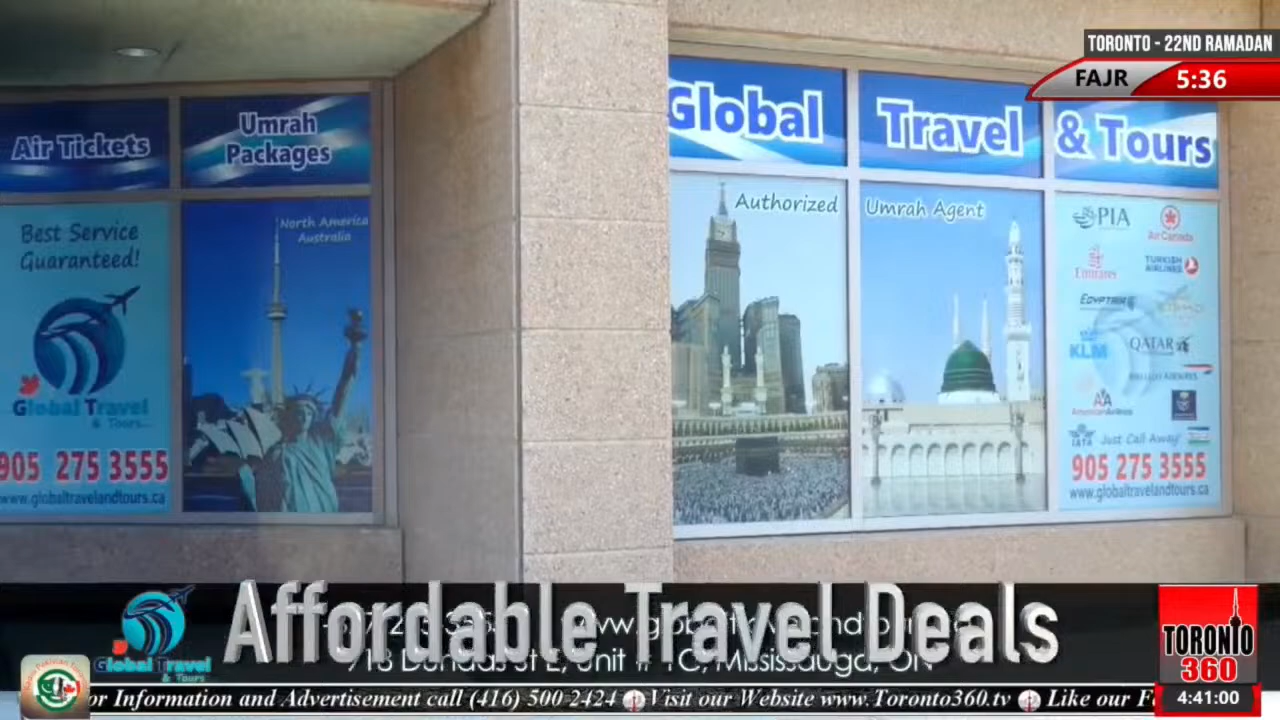 TORONTO - 22ND RAMADAN
FAJR 5:36
Air Tickets
Umrah Packages
Global Travel & Tours
Best Service
Guaranteed!
North America
Australia
Authorized
Umrah Agent
PIA
Air Canada
Emirates
TURKISH AIRLINES
EGYPTAIR
KLM
QATAR
American Airlines
IATA
Just Call Away!
Global Travel
& Tours...
905 275 3555
www.globaltravelandtours.ca
905 275 3555
www.globaltravelandtours.ca
Affordable Travel Deals
Mississauga, ON
Global Travel
& Tours
TORONTO
360
4:41:00
or Information and Advertisement call (416) 500 2424 Visit our Website www.Toronto360.tv Like our F